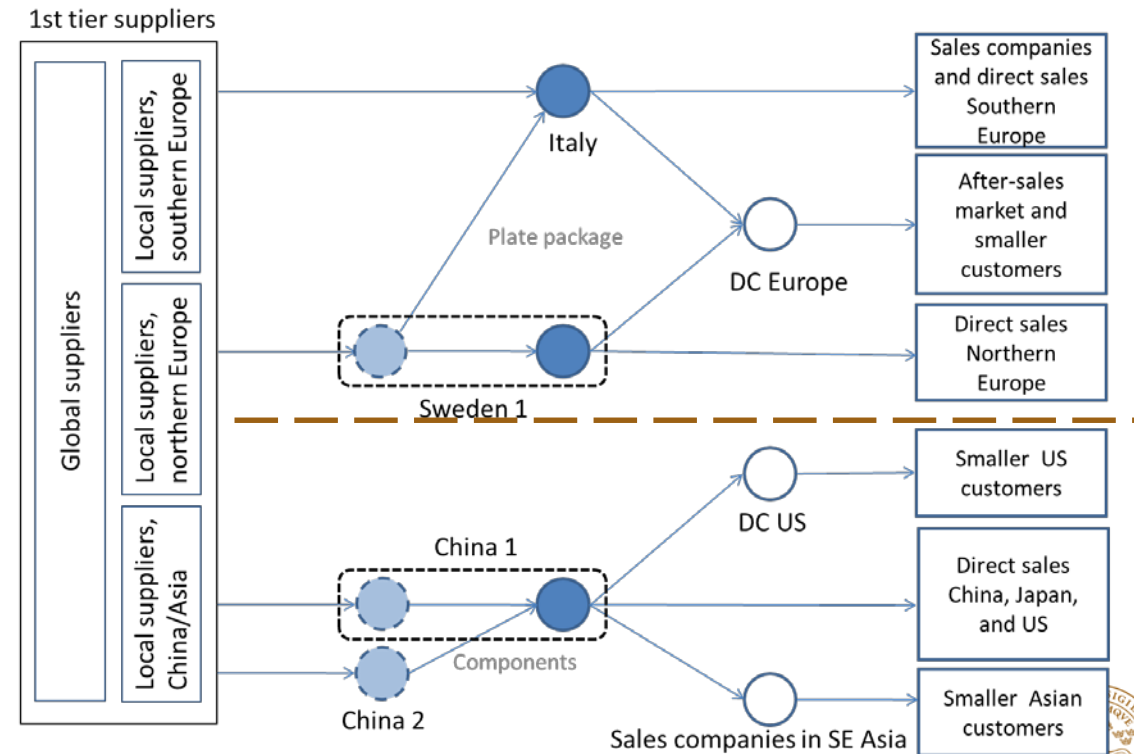 1st tier suppliers
Global suppliers
Local suppliers,
southern Europe
Local suppliers,
northern Europe
Local suppliers,
China/Asia
Italy
Plate package
DC Europe
Sweden 1
China 1
Components
China 2
DC US
Sales companies in SE Asia
Sales companies
and direct sales
Southern
Europe
After-sales
market and
smaller
customers
Direct sales
Northern
Europe
Smaller US
customers
Direct sales
China, Japan,
and US
Smaller Asian
customers